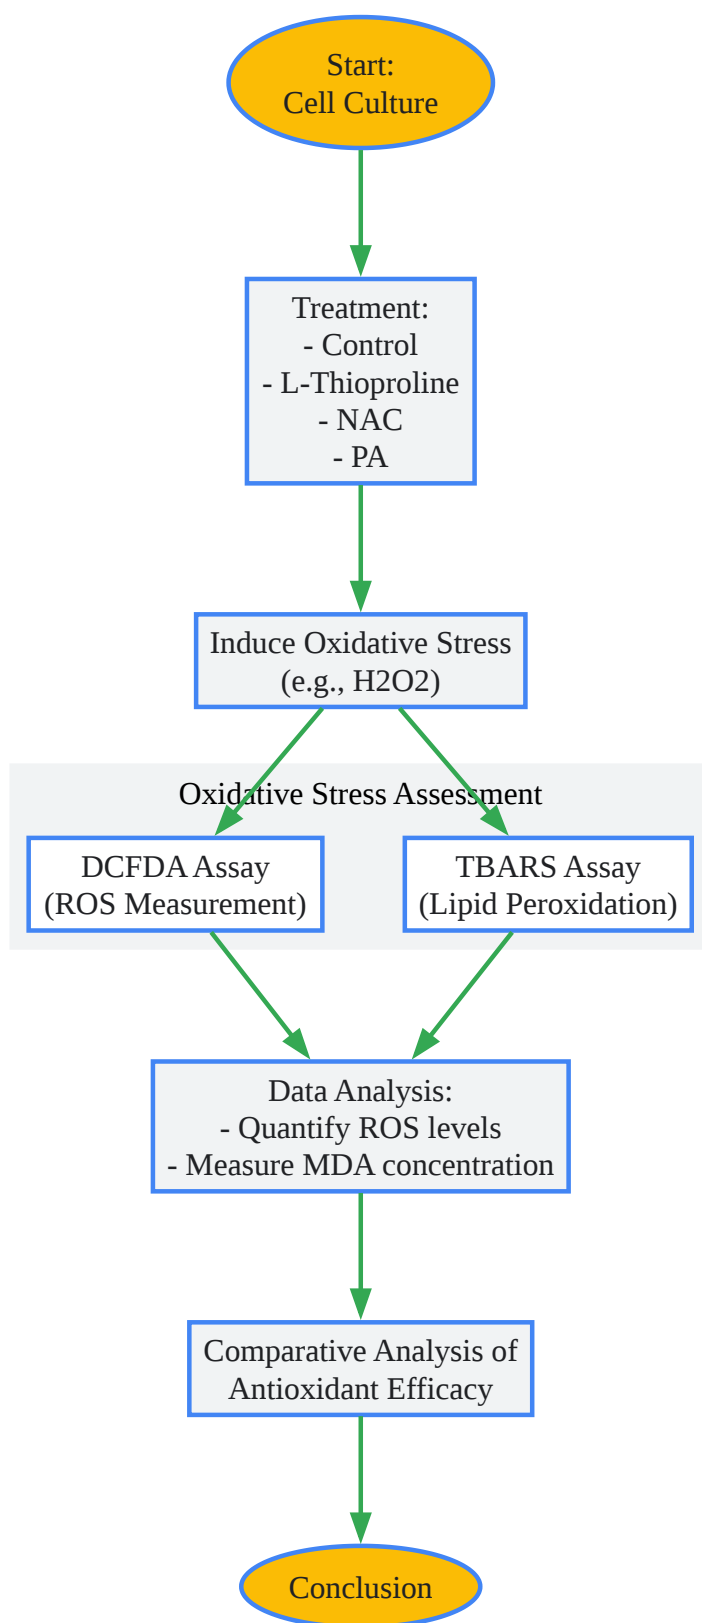 Start:
Cell Culture
Treatment:
- Control
- L-Thioproline
- NAC
- PA
Induce Oxidative Stress
(e.g., H2O2)
Oxidative Stress Assessment
DCFDA Assay
(ROS Measurement)
TBARS Assay
(Lipid Peroxidation)
Data Analysis:
- Quantify ROS levels
- Measure MDA concentration
Comparative Analysis of
Antioxidant Efficacy
Conclusion